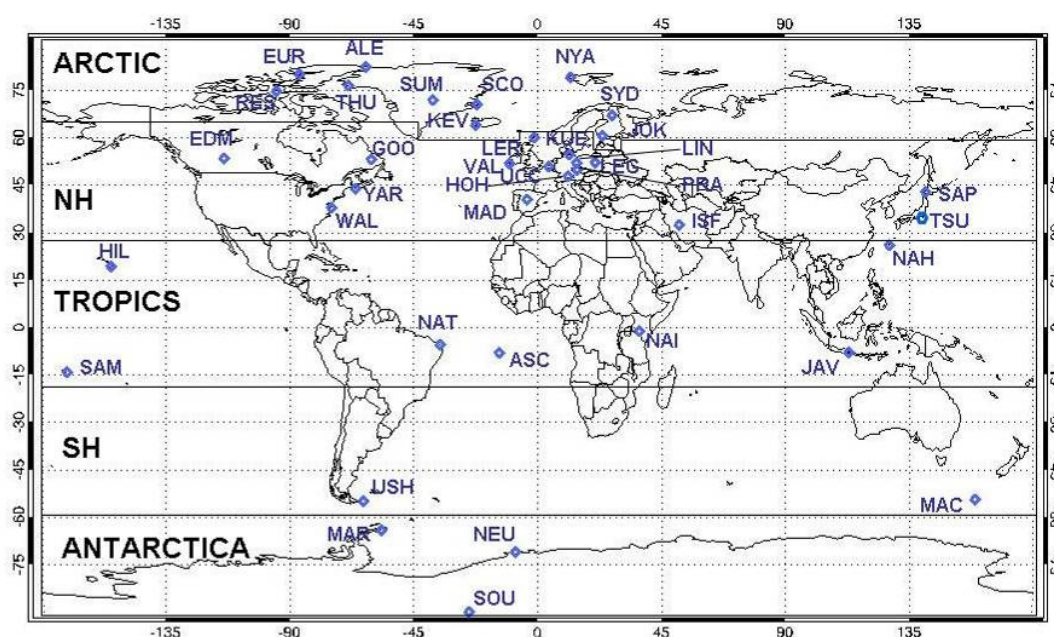 -135 -90 -45 0 45 90 135
ARCTIC
EUR ALE NYA
SUM SCO
75
RES THU SYD
KEV
60
EDM GOO LER KUE JOK LIN
VAL UCC LEG
45
HOH PRA
NH YAR MAD SAP
WAL ISF TSU
30
HIL NAH
15
TROPICS
NAT
0
ASC NAI JAV
SAM
-15
-30
SH
-45
USH MAC
-60
MAR NEU
ANTARCTICA
-75
SOU
-135 -90 -45 0 45 90 135